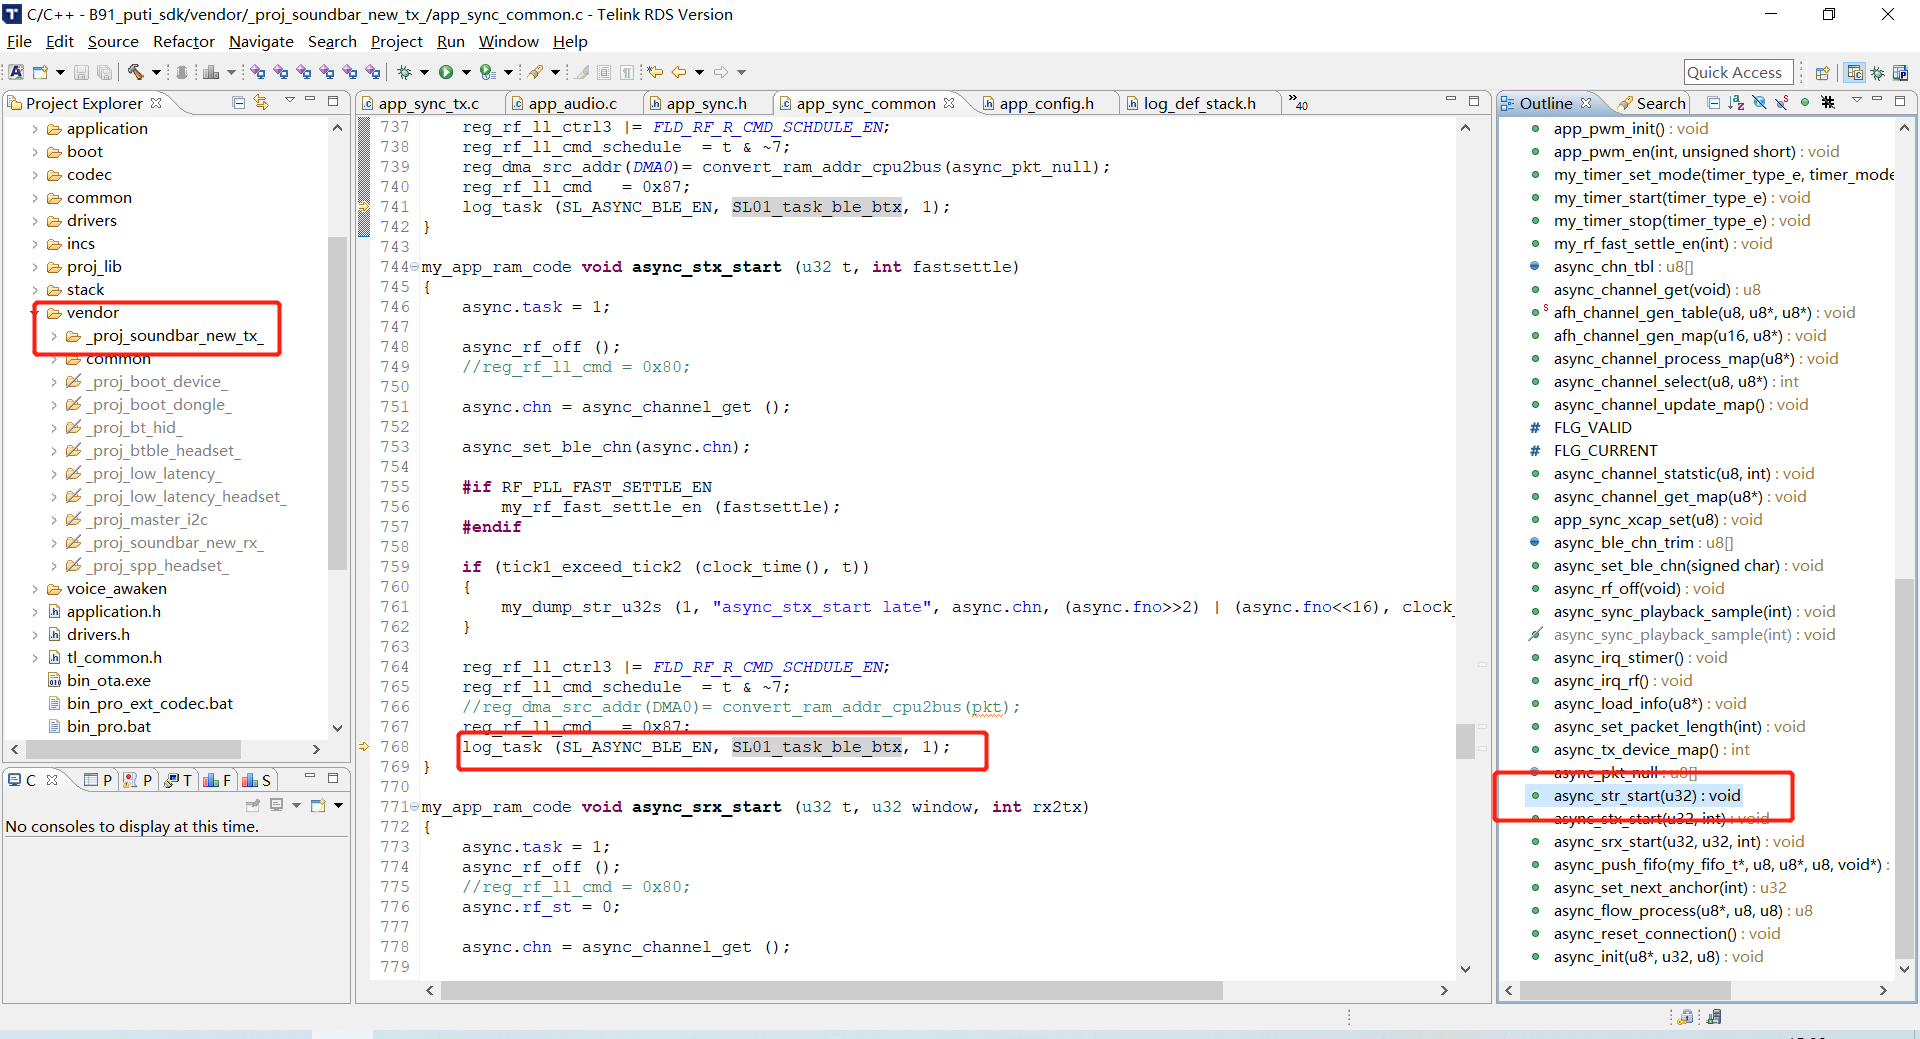 C/C++ - B91_puti_sdk/vendor/_proj_soundbar_new_tx_/app_sync_common.c - Telink RDS Version
File Edit Source Refactor Navigate Search Project Run Window Help
Quick Access
Project Explorer
application
boot
codec
common
drivers
incs
proj_lib
stack
vendor
_proj_soundbar_new_tx_
common
_proj_boot_device_
_proj_boot_dongle_
_proj_bt_hid_
_proj_btble_headset_
_proj_low_latency_
_proj_low_latency_headset_
_proj_master_i2c
_proj_soundbar_new_rx_
_proj_spp_headset_
voice_awaken
application.h
drivers.h
tl_common.h
bin_ota.exe
bin_pro_ext_codec.bat
bin_pro.bat
C P P T F S
No consoles to display at this time.
app_sync_tx.c app_audio.c app_sync.h app_sync_common app_config.h log_def_stack.h »40
737 reg_rf_ll_ctrl3 |= FLD_RF_R_CMD_SCHDULE_EN;
738 reg_rf_ll_cmd_schedule = t & ~7;
739 reg_dma_src_addr(DMA0)= convert_ram_addr_cpu2bus(async_pkt_null);
740 reg_rf_ll_cmd = 0x87;
741 log_task (SL_ASYNC_BLE_EN, SL01_task_ble_btx, 1);
742 }
743
744 my_app_ram_code void async_stx_start (u32 t, int fastsettle)
745 {
746 async.task = 1;
747
748 async_rf_off ();
749 //reg_rf_ll_cmd = 0x80;
750
751 async.chn = async_channel_get ();
752
753 async_set_ble_chn(async.chn);
754
755 #if RF_PLL_FAST_SETTLE_EN
756 my_rf_fast_settle_en (fastsettle);
757 #endif
758
759 if (tick1_exceed_tick2 (clock_time(), t))
760 {
761 my_dump_str_u32s (1, "async_stx_start late", async.chn, (async.fno>>2) | (async.fno<<16), clock_
762 }
763
764 reg_rf_ll_ctrl3 |= FLD_RF_R_CMD_SCHDULE_EN;
765 reg_rf_ll_cmd_schedule = t & ~7;
766 //reg_dma_src_addr(DMA0)= convert_ram_addr_cpu2bus(pkt);
767 reg_rf_ll_cmd = 0x87;
768 log_task (SL_ASYNC_BLE_EN, SL01_task_ble_btx, 1);
769 }
770
771 my_app_ram_code void async_srx_start (u32 t, u32 window, int rx2tx)
772 {
773 async.task = 1;
774 async_rf_off ();
775 //reg_rf_ll_cmd = 0x80;
776 async.rf_st = 0;
777
778 async.chn = async_channel_get ();
779
Outline Search
app_pwm_init() : void
app_pwm_en(int, unsigned short) : void
my_timer_set_mode(timer_type_e, timer_mode
my_timer_start(timer_type_e) : void
my_timer_stop(timer_type_e) : void
my_rf_fast_settle_en(int) : void
async_chn_tbl : u8[]
async_channel_get(void) : u8
afh_channel_gen_table(u8, u8*, u8*) : void
afh_channel_gen_map(u16, u8*) : void
async_channel_process_map(u8*) : void
async_channel_select(u8, u8*) : int
async_channel_update_map() : void
# FLG_VALID
# FLG_CURRENT
async_channel_statstic(u8, int) : void
async_channel_get_map(u8*) : void
app_sync_xcap_set(u8) : void
async_ble_chn_trim : u8[]
async_set_ble_chn(signed char) : void
async_rf_off(void) : void
async_sync_playback_sample(int) : void
async_sync_playback_sample(int) : void
async_irq_stimer() : void
async_irq_rf() : void
async_load_info(u8*) : void
async_set_packet_length(int) : void
async_tx_device_map() : int
async_pkt_null : u8[]
async_str_start(u32) : void
async_stx_start(u32, int) : void
async_srx_start(u32, u32, int) : void
async_push_fifo(my_fifo_t*, u8, u8*, u8, void*) :
async_set_next_anchor(int) : u32
async_flow_process(u8*, u8, u8) : u8
async_reset_connection() : void
async_init(u8*, u32, u8) : void